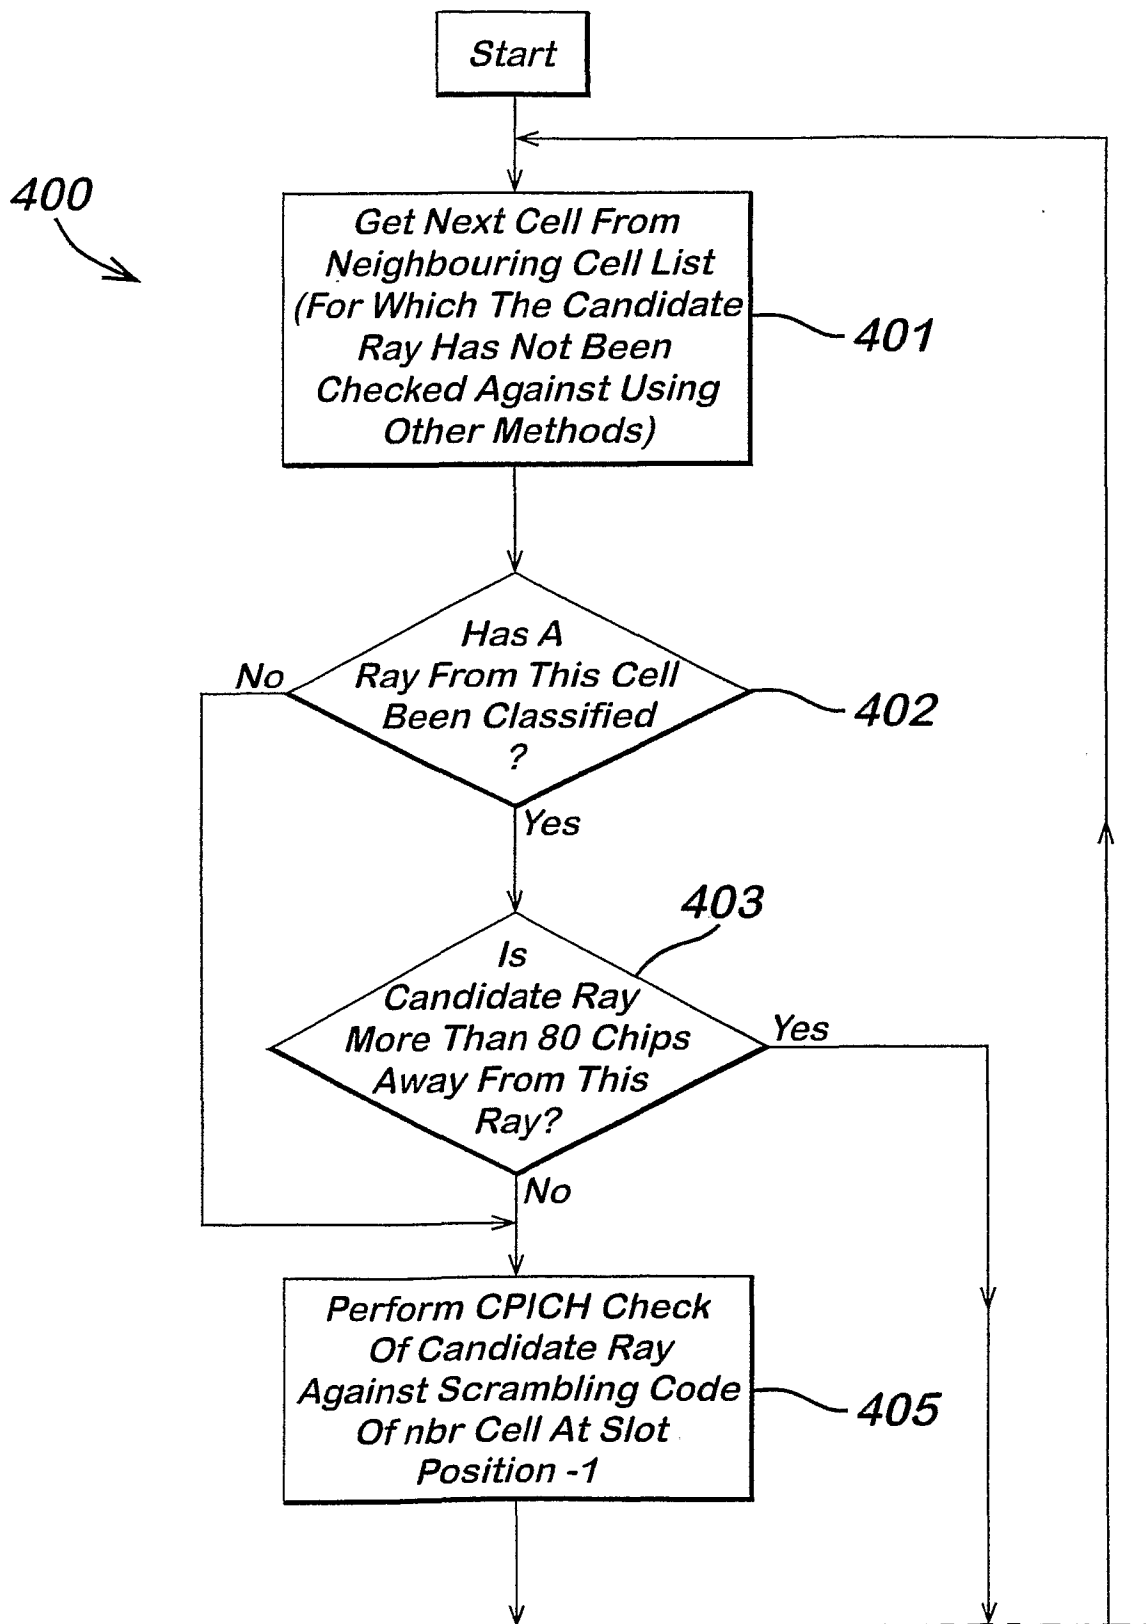 Start
400
Get Next Cell From
Neighbouring Cell List
(For Which The Candidate
Ray Has Not Been
Checked Against Using
Other Methods)
401
Has A
Ray From This Cell
Been Classified
?
No
402
Yes
403
Is
Candidate Ray
More Than 80 Chips
Away From This
Ray?
Yes
No
Perform CPICH Check
Of Candidate Ray
Against Scrambling Code
Of nbr Cell At Slot
Position -1
405